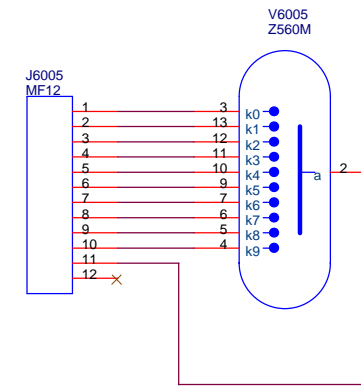 V6005
Z560M
J6005
MF12
1 3 k0
2 13 k1
3 12 k2
4 11 k3
5 10 k4
6 9 k5
7 7 k6
8 6 k7
9 5 k8
10 4 k9
11
12
a 2